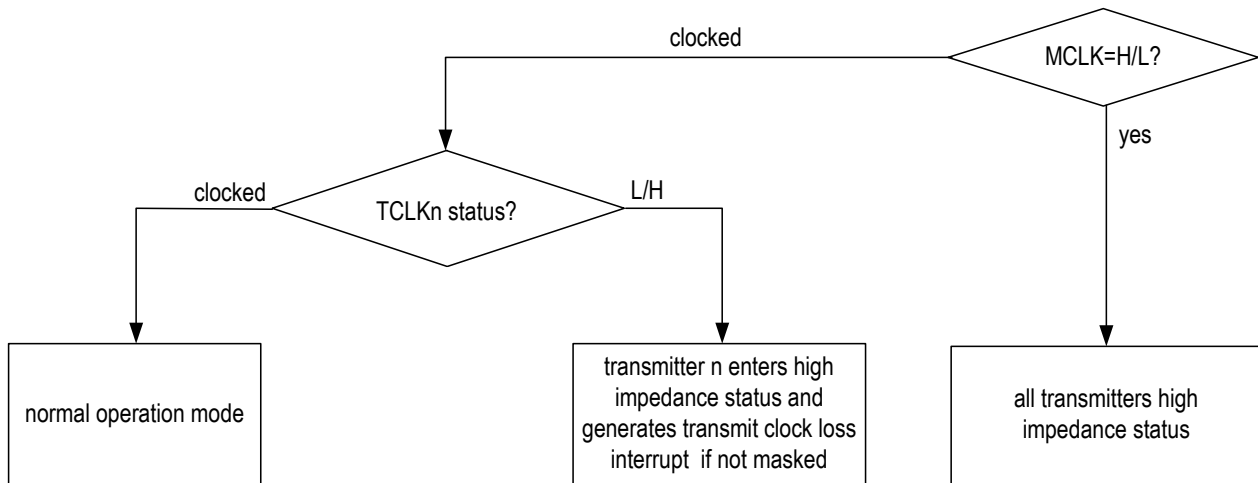 clocked
MCLK=H/L?
yes
clocked
TCLKn status?
L/H
normal operation mode
transmitter n enters high
impedance status and
generates transmit clock loss
interrupt if not masked
all transmitters high
impedance status